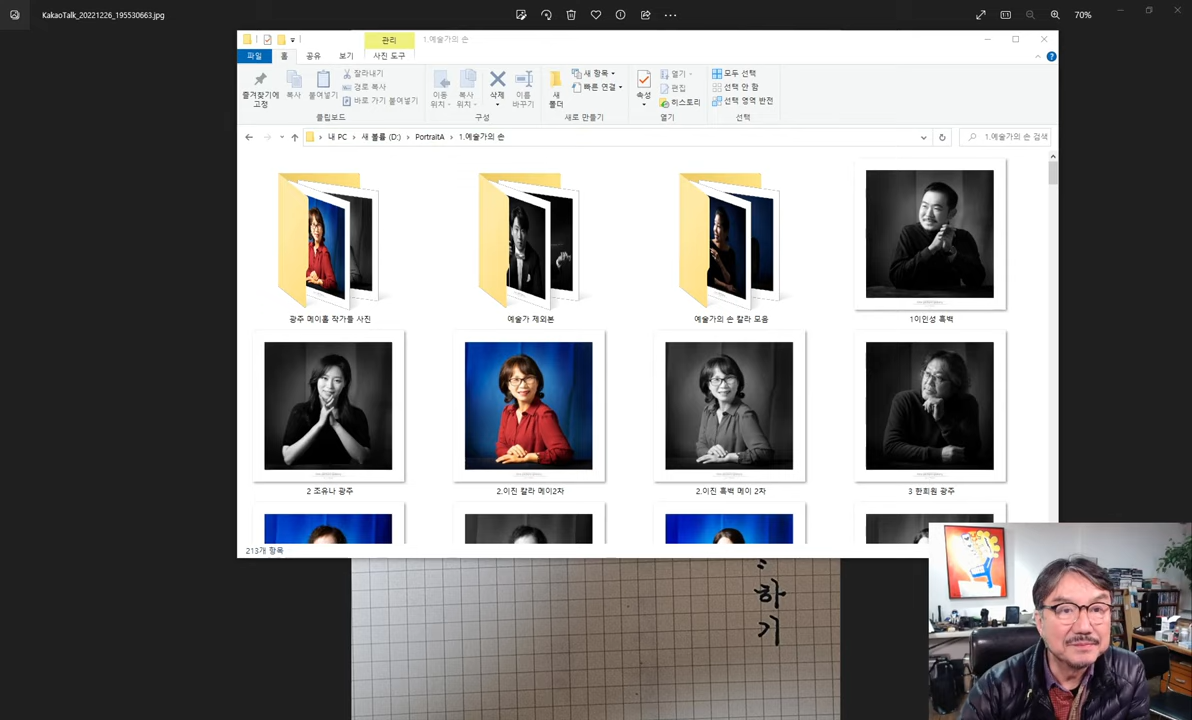 KakaoTalk_20221226_195530663.jpg
70%
관리
1.예술가의 손
파일
홈
공유
보기
사진 도구
즐겨찾기에 고정
복사
붙여넣기
잘라내기
경로 복사
바로 가기 붙여넣기
클립보드
이동 위치
복사 위치
삭제
이름 바꾸기
구성
새 폴더
새 항목
빠른 연결
새로 만들기
속성
열기
편집
히스토리
열기
모두 선택
선택 안 함
선택 영역 반전
선택
내 PC > 새 볼륨 (D:) > PortraitA > 1.예술가의 손
1.예술가의 손 검색
광주 메이홀 작가들 사진
예술가 제외본
예술가의 손 칼라 모음
1이인성 흑백
2 조유나 광주
2.이진 칼라 메이2차
2.이진 흑백 메이 2차
3 한희원 광주
213개 항목
하
기